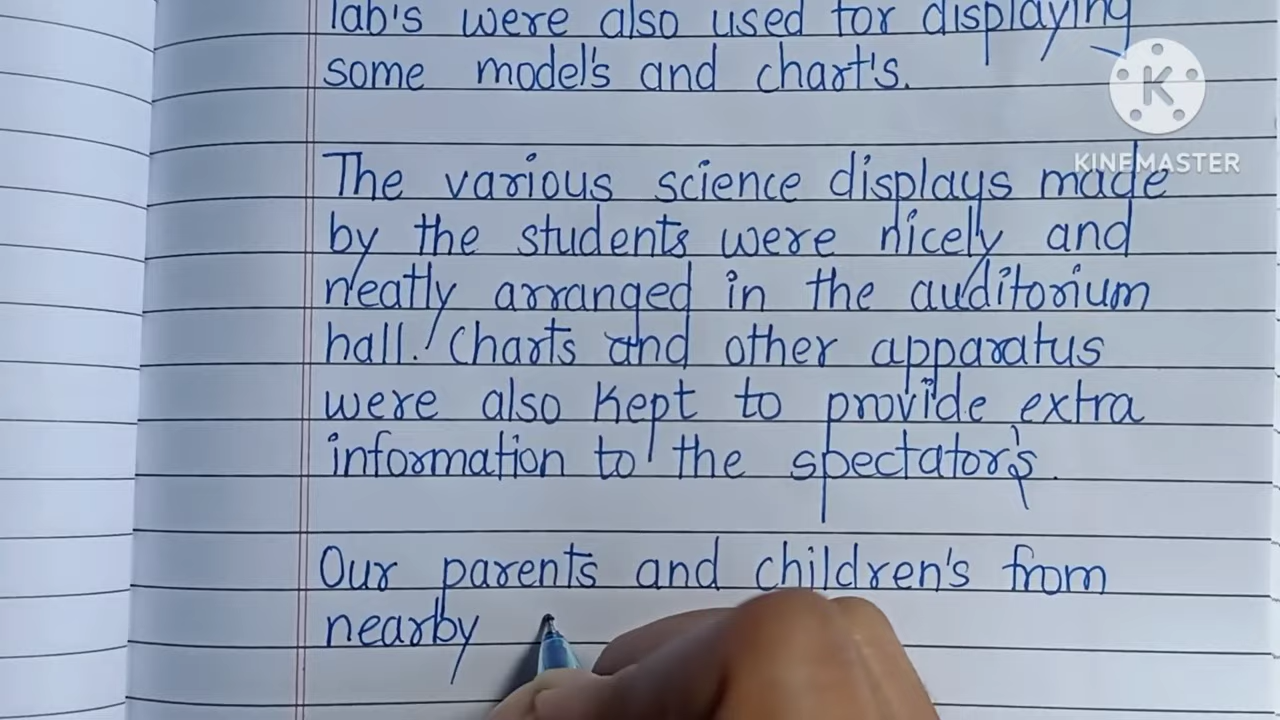 lab's were also used for displaying
some model's and chart's.
K
KINEMASTER
The various science displays made
by the students were nicely and
neatly arranged in the auditorium
hall. Charts and other apparatus
were also kept to provide extra
information to the spectator's.
Our parents and children's from
nearby